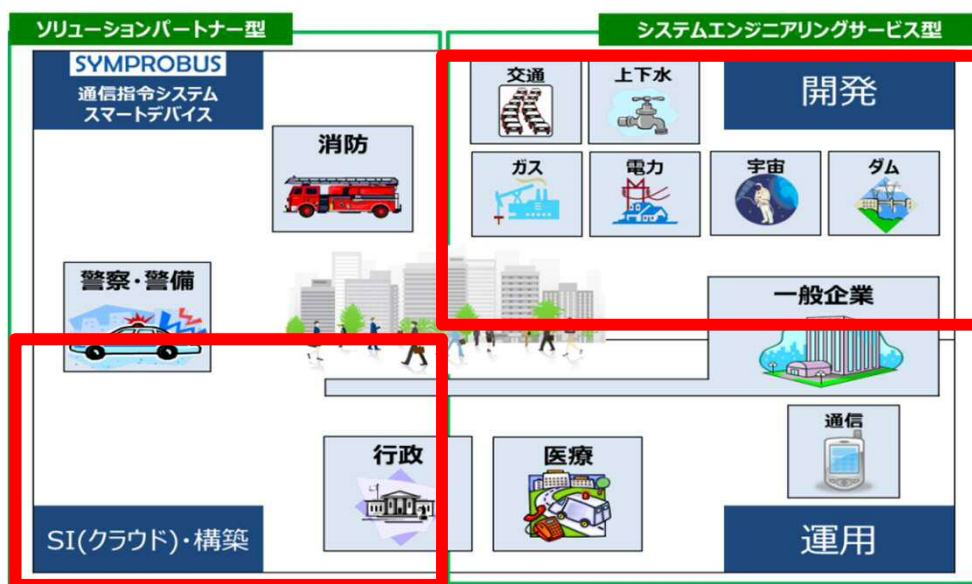 ソリューションパートナー型
システムエンジニアリングサービス型
SYMPROBUS
通信指令システム
スマートデバイス
消防
警察・警備
交通
上下水
開発
ガス
電力
宇宙
ダム
一般企業
行政
医療
通信
SI(クラウド)・構築
運用